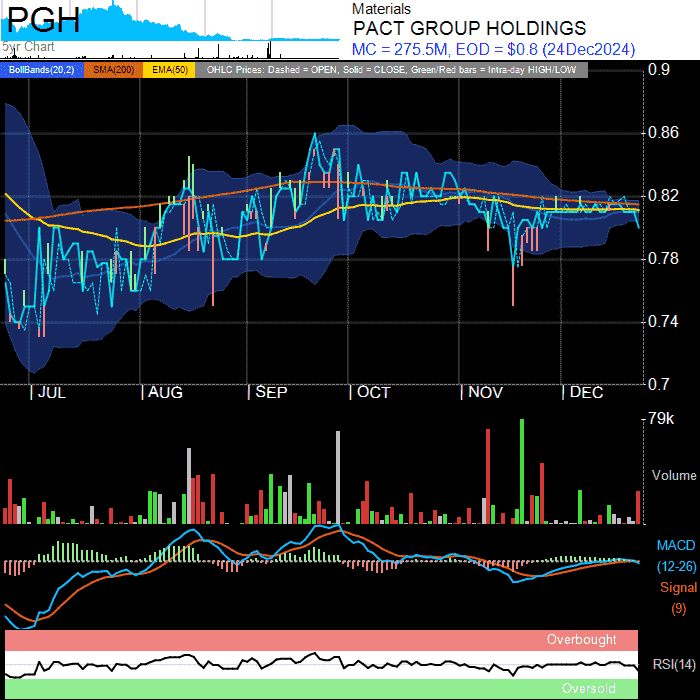 PGH
5yr Chart
Materials
PACT GROUP HOLDINGS
MC = 275.5M, EOD = $0.8 (24Dec2024)
BollBands(20,2) SMA(200) EMA(50) OHLC Prices: Dashed = OPEN, Solid = CLOSE, Green/Red bars = Intra-day HIGH/LOW
0.9
0.86
0.82
0.78
0.74
0.7
| JUL | AUG | SEP | OCT | NOV | DEC
79k
Volume
MACD
(12-26)
Signal
(9)
Overbought
RSI(14)
Oversold